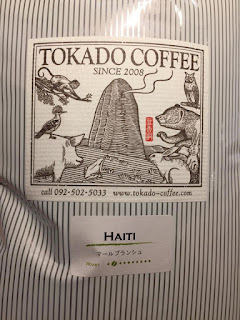 TOKADO COFFEE
SINCE 2008
call 092-502-5033 www.tokado-coffee.com
HAITI
マールブランシュ